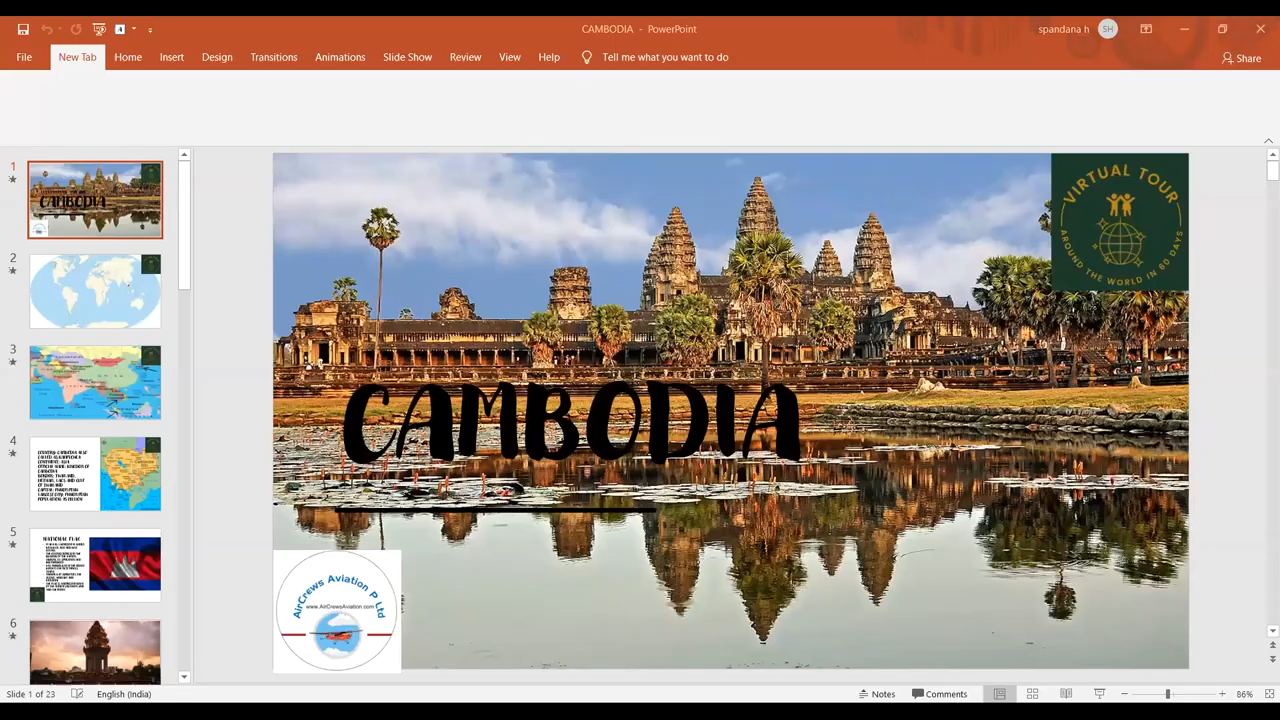 CAMBODIA - PowerPoint
spandana h
SH
File
New Tab
Home
Insert
Design
Transitions
Animations
Slide Show
Review
View
Help
Tell me what you want to do
Share
1
CAMBODIA
2
3
4
5
NATIONAL FLAG
6
VIRTUAL TOUR
AROUND THE WORLD IN 80 DAYS
CAMBODIA
AirCrews Aviation P Ltd
www.AirCrewsAviation.com
Slide 1 of 23
English (India)
Notes
Comments
86%